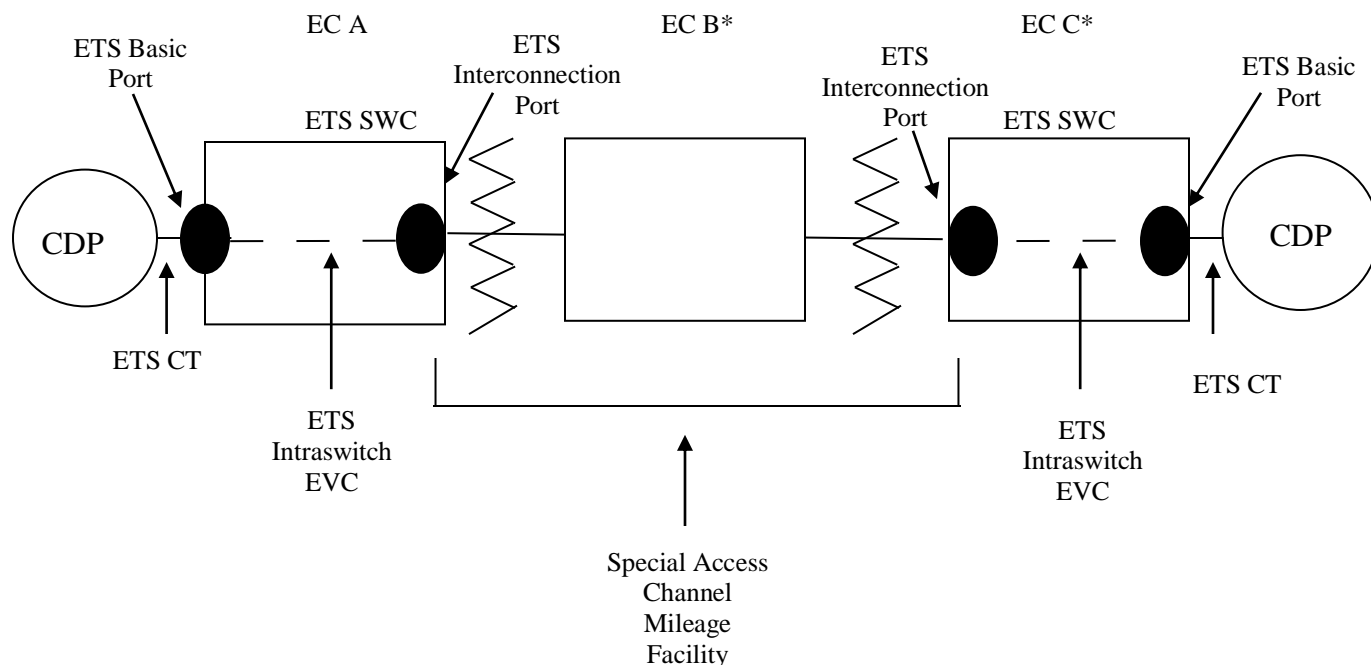 EC A
EC B*
EC C*
ETS Basic
Port
ETS
Interconnection
Port
ETS
Interconnection
Port
ETS Basic
Port
ETS SWC
ETS SWC
CDP
CDP
ETS CT
ETS CT
ETS
Intraswitch
EVC
ETS
Intraswitch
EVC
Special Access
Channel
Mileage
Facility